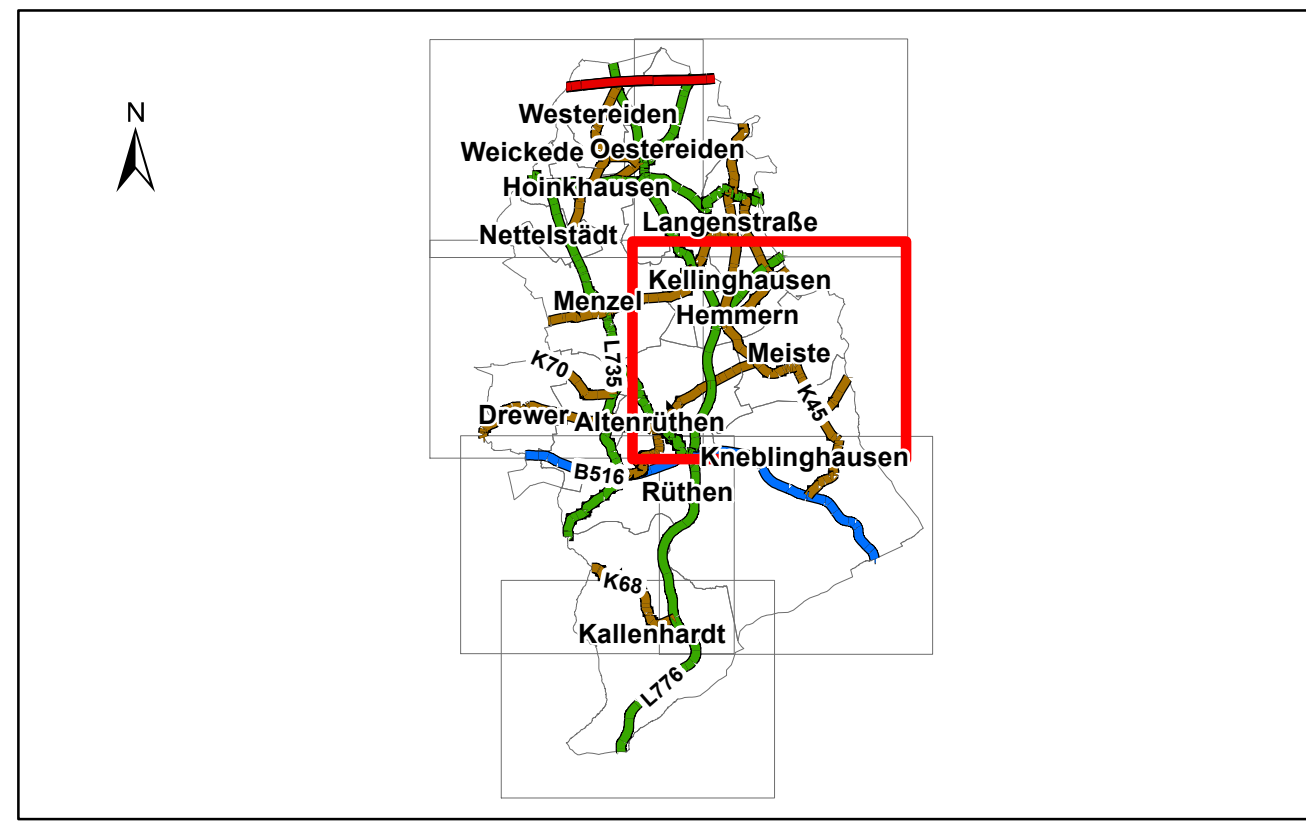 N
Westereiden
Weickede
Oestereiden
Hoinkhausen
Langenstraße
Nettelstädt
Kellinghausen
Menzel
Hemmern
Meiste
L735
K70
K45
Drewer
Altenrüthen
Kneblinghausen
B516
Rüthen
K68
Kallenhardt
L776